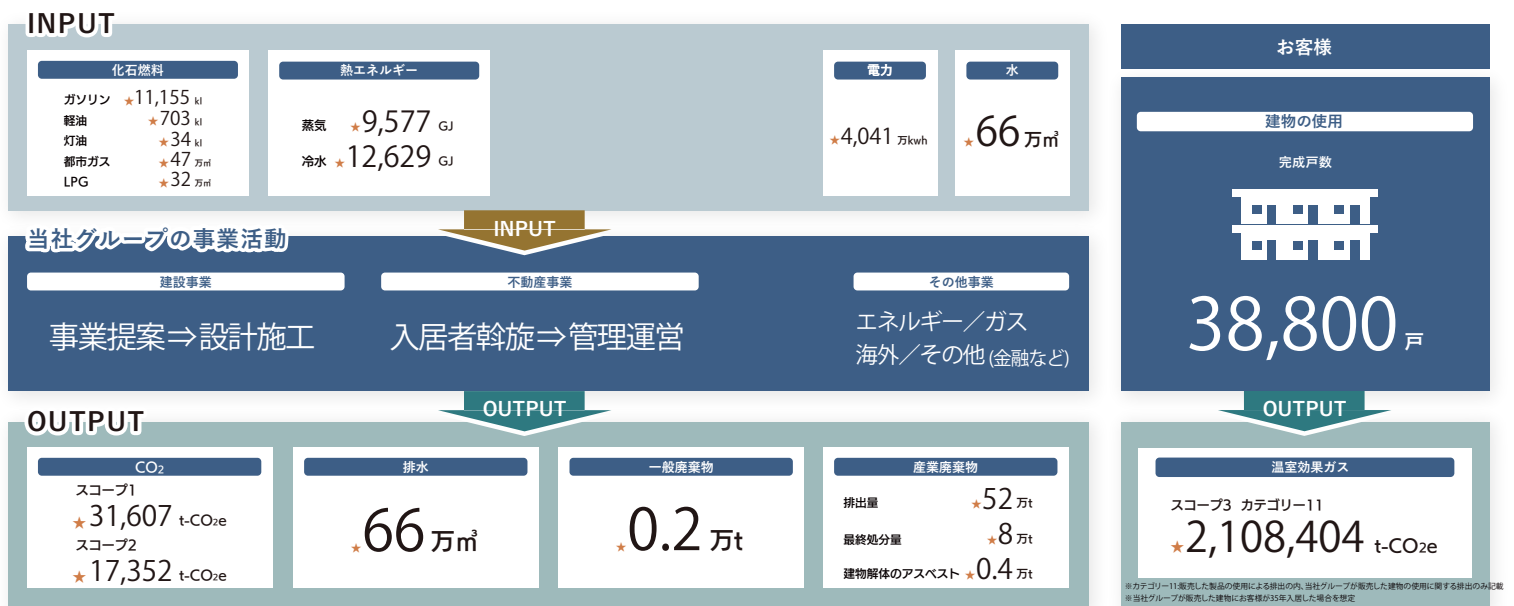 INPUT
化石燃料
ガソリン ★11,155 kl
軽油 ★703 kl
灯油 ★34 kl
都市ガス ★47 万㎥
LPG ★32 万㎥
熱エネルギー
蒸気 ★9,577 GJ
冷水 ★12,629 GJ
電力
★4,041 万kwh
水
★66 万㎥
INPUT
当社グループの事業活動
建設事業
事業提案⇒設計施工
不動産事業
入居者斡旋⇒管理運営
その他事業
エネルギー／ガス
海外／その他(金融など)
OUTPUT
OUTPUT
CO₂
スコープ1
★31,607 t-CO₂e
スコープ2
★17,352 t-CO₂e
排水
★66 万㎥
一般廃棄物
★0.2 万t
産業廃棄物
排出量 ★52 万t
最終処分量 ★8 万t
建物解体のアスベスト ★0.4 万t
お客様
建物の使用
完成戸数
38,800 戸
OUTPUT
温室効果ガス
スコープ3 カテゴリー11
★2,108,404 t-CO₂e
※カテゴリー11:販売した製品の使用による排出の内、当社グループが販売した建物の使用に関する排出のみ記載
※当社グループが販売した建物にお客様が35年入居した場合を想定